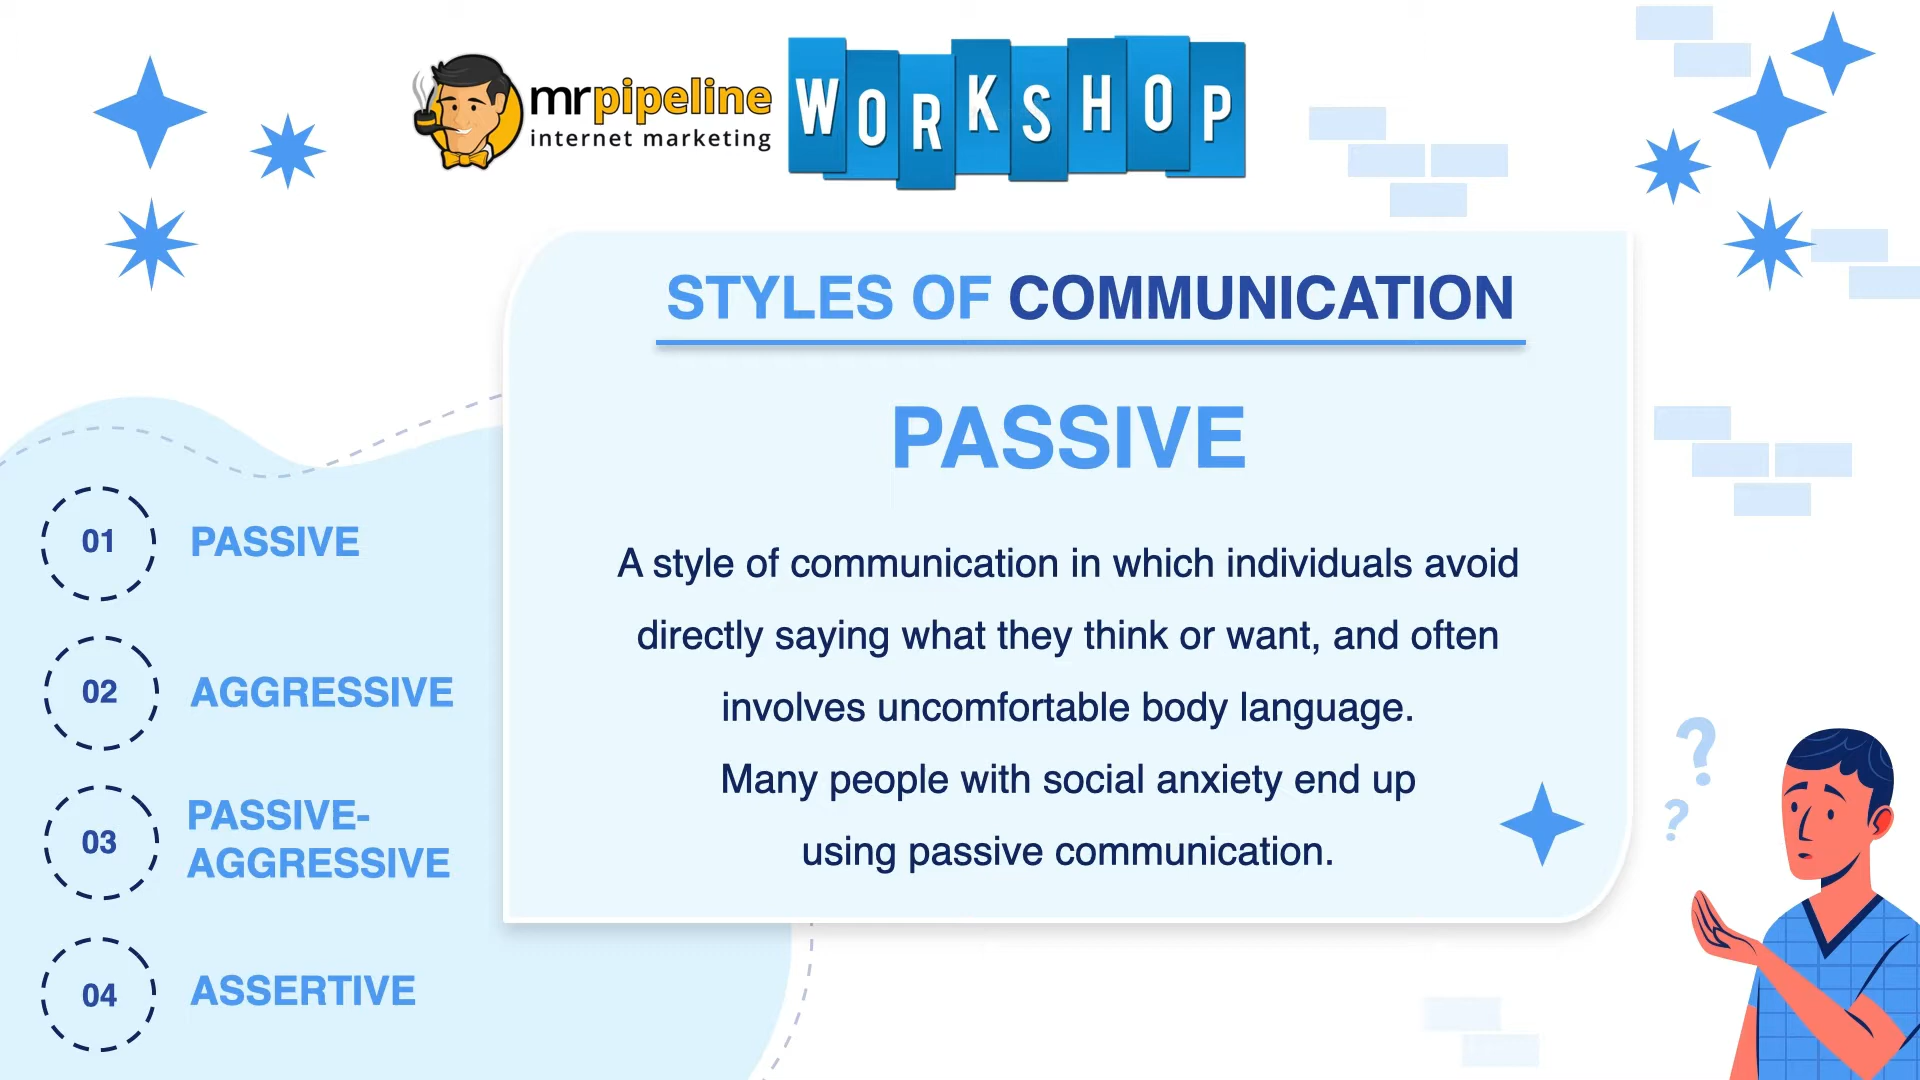 mrpipeline
internet marketing
WORKSHOP
STYLES OF COMMUNICATION
PASSIVE
A style of communication in which individuals avoid
directly saying what they think or want, and often
involves uncomfortable body language.
Many people with social anxiety end up
using passive communication.
01 PASSIVE
02 AGGRESSIVE
03 PASSIVE-
AGGRESSIVE
04 ASSERTIVE
?
?